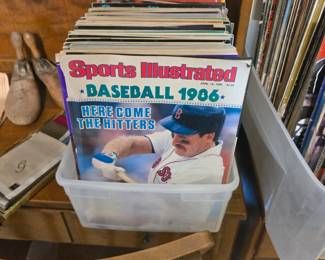 Sports Illustrated
BASEBALL 1986
HERE COME
THE HITTERS
B